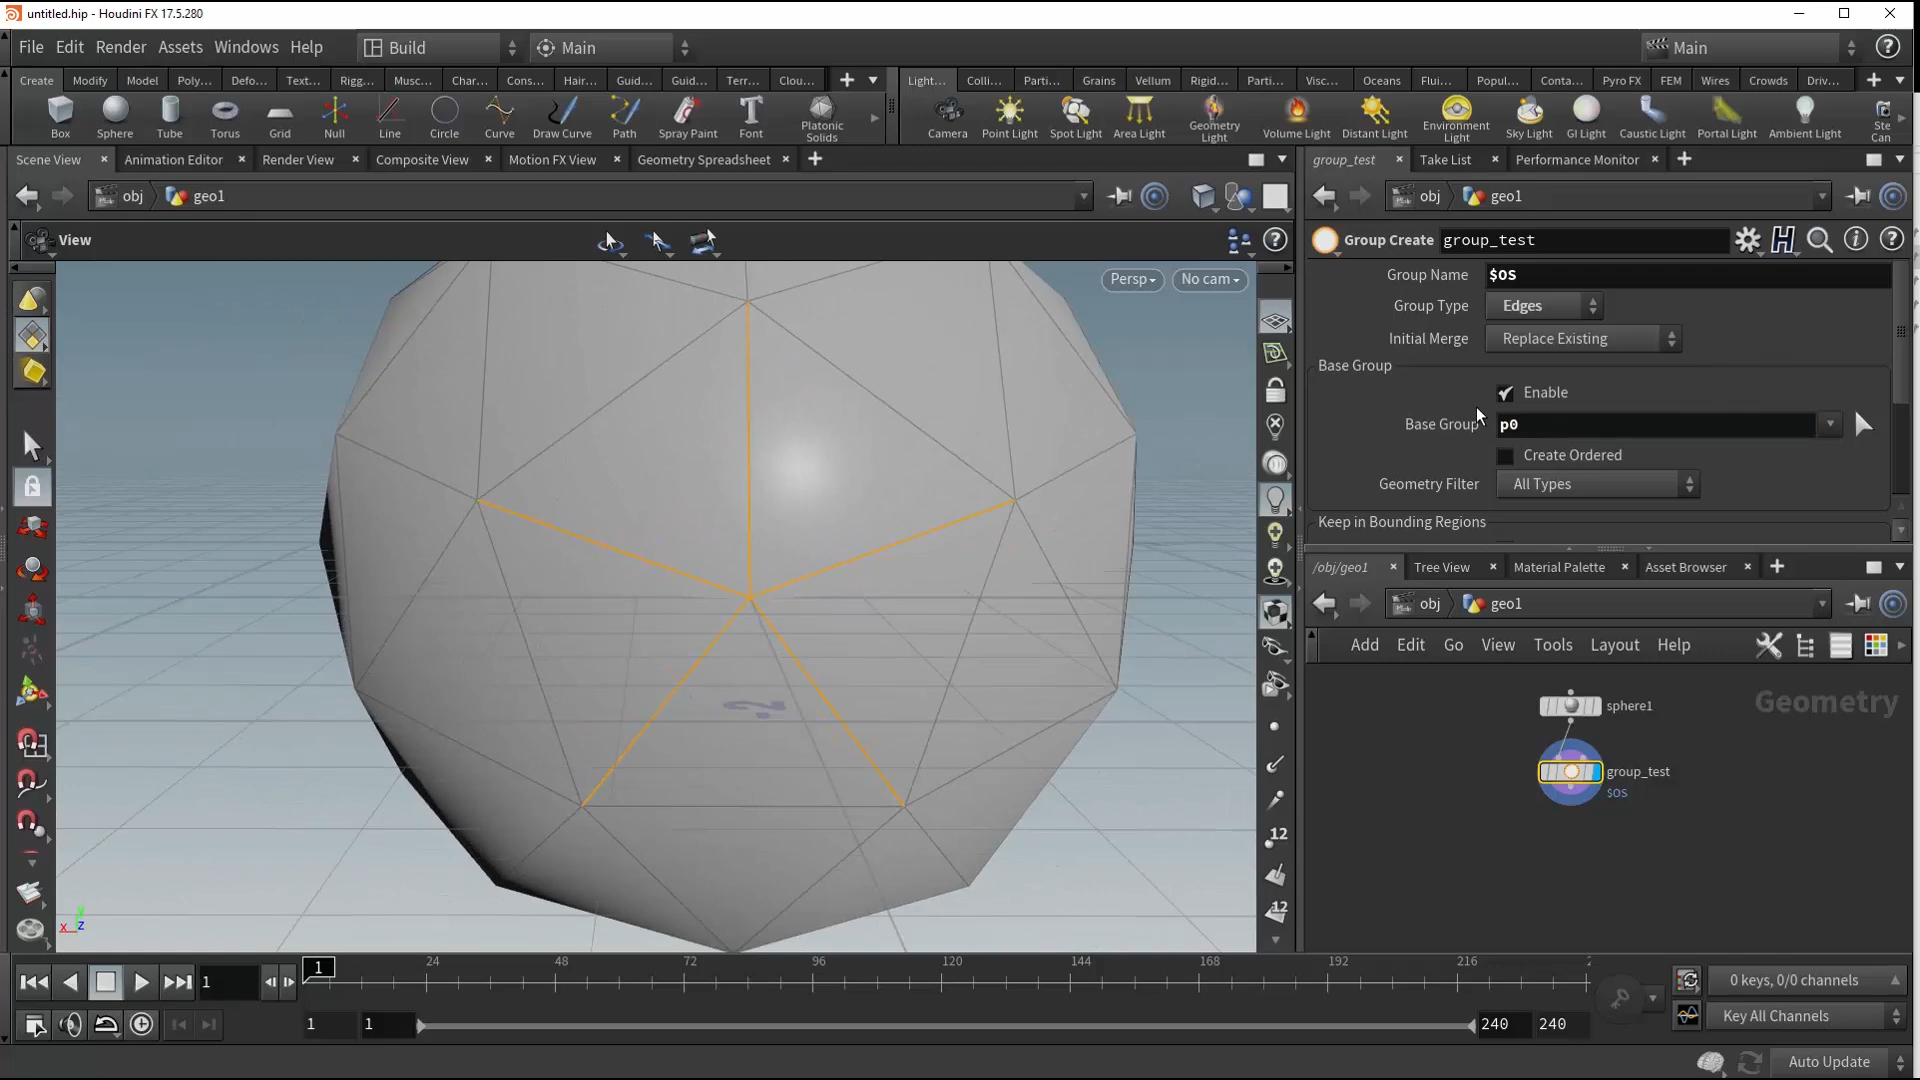 untitled.hip - Houdini FX 17.5.280
File Edit Render Assets Windows Help Build Main Main
Create Modify Model Poly... Defo... Text... Rigg... Musc... Char... Cons... Hair... Guid... Guid... Terr... Clou... Light... Colli... Parti... Grains Vellum Rigid... Parti... Visc... Oceans Flui... Popul... Conta... Pyro FX FEM Wires Crowds Driv...
Box Sphere Tube Torus Grid Null Line Circle Curve Draw Curve Path Spray Paint Font Platonic Solids Camera Point Light Spot Light Area Light Geometry Light Volume Light Distant Light Environment Light Sky Light GI Light Caustic Light Portal Light Ambient Light Ste Can
Scene View Animation Editor Render View Composite View Motion FX View Geometry Spreadsheet group_test Take List Performance Monitor
obj geo1 obj geo1
View
Persp No cam
Group Create group_test
Group Name $OS
Group Type Edges
Initial Merge Replace Existing
Base Group
Enable
Base Group p0
Create Ordered
Geometry Filter All Types
Keep in Bounding Regions
/obj/geo1 Tree View Material Palette Asset Browser
obj geo1
Add Edit Go View Tools Layout Help
Geometry
sphere1
group_test
$OS
12
12
x y z
1 1 24 48 72 96 120 144 168 192 216 2
0 keys, 0/0 channels
1 1 240 240 Key All Channels
Auto Update